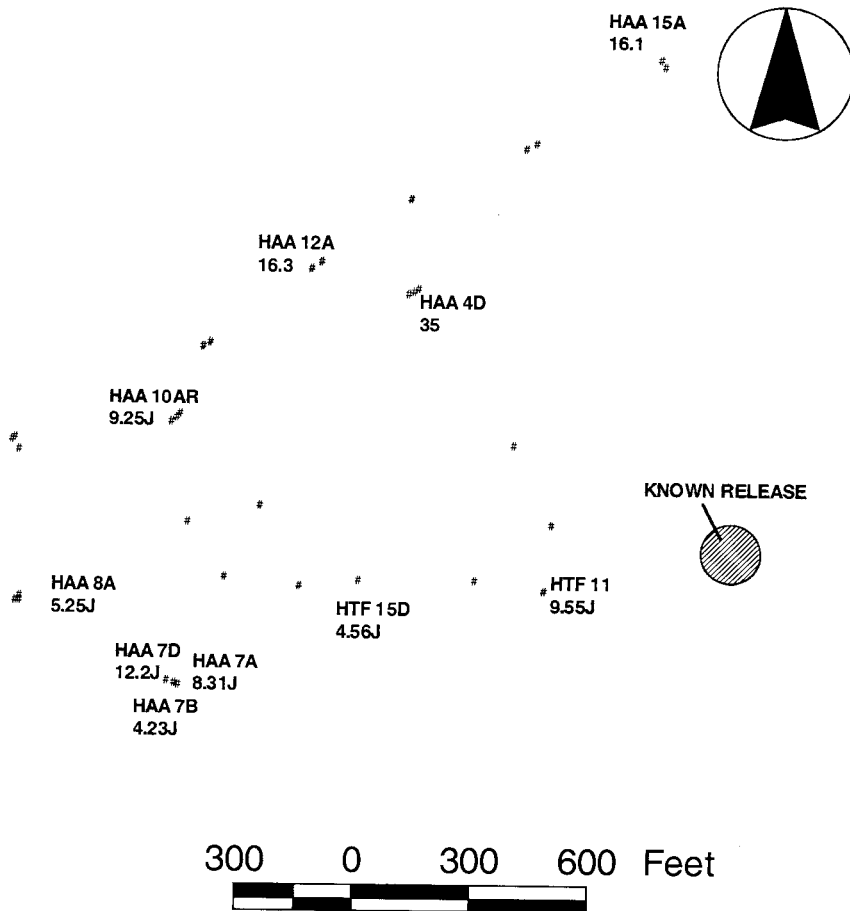 HAA 15A
16.1
HAA 12A
16.3
HAA 4D
35
HAA 10AR
9.25J
KNOWN RELEASE
HAA 8A
5.25J
HTF 11
9.55J
HTF 15D
4.56J
HAA 7D
12.2J
HAA 7A
8.31J
HAA 7B
4.23J
300 0 300 600 Feet